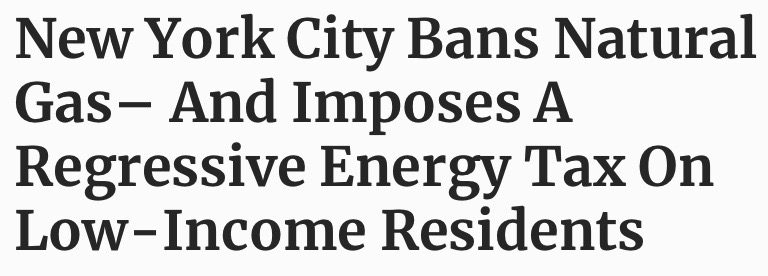 New York City Bans Natural
Gas— And Imposes A
Regressive Energy Tax On
Low-Income Residents